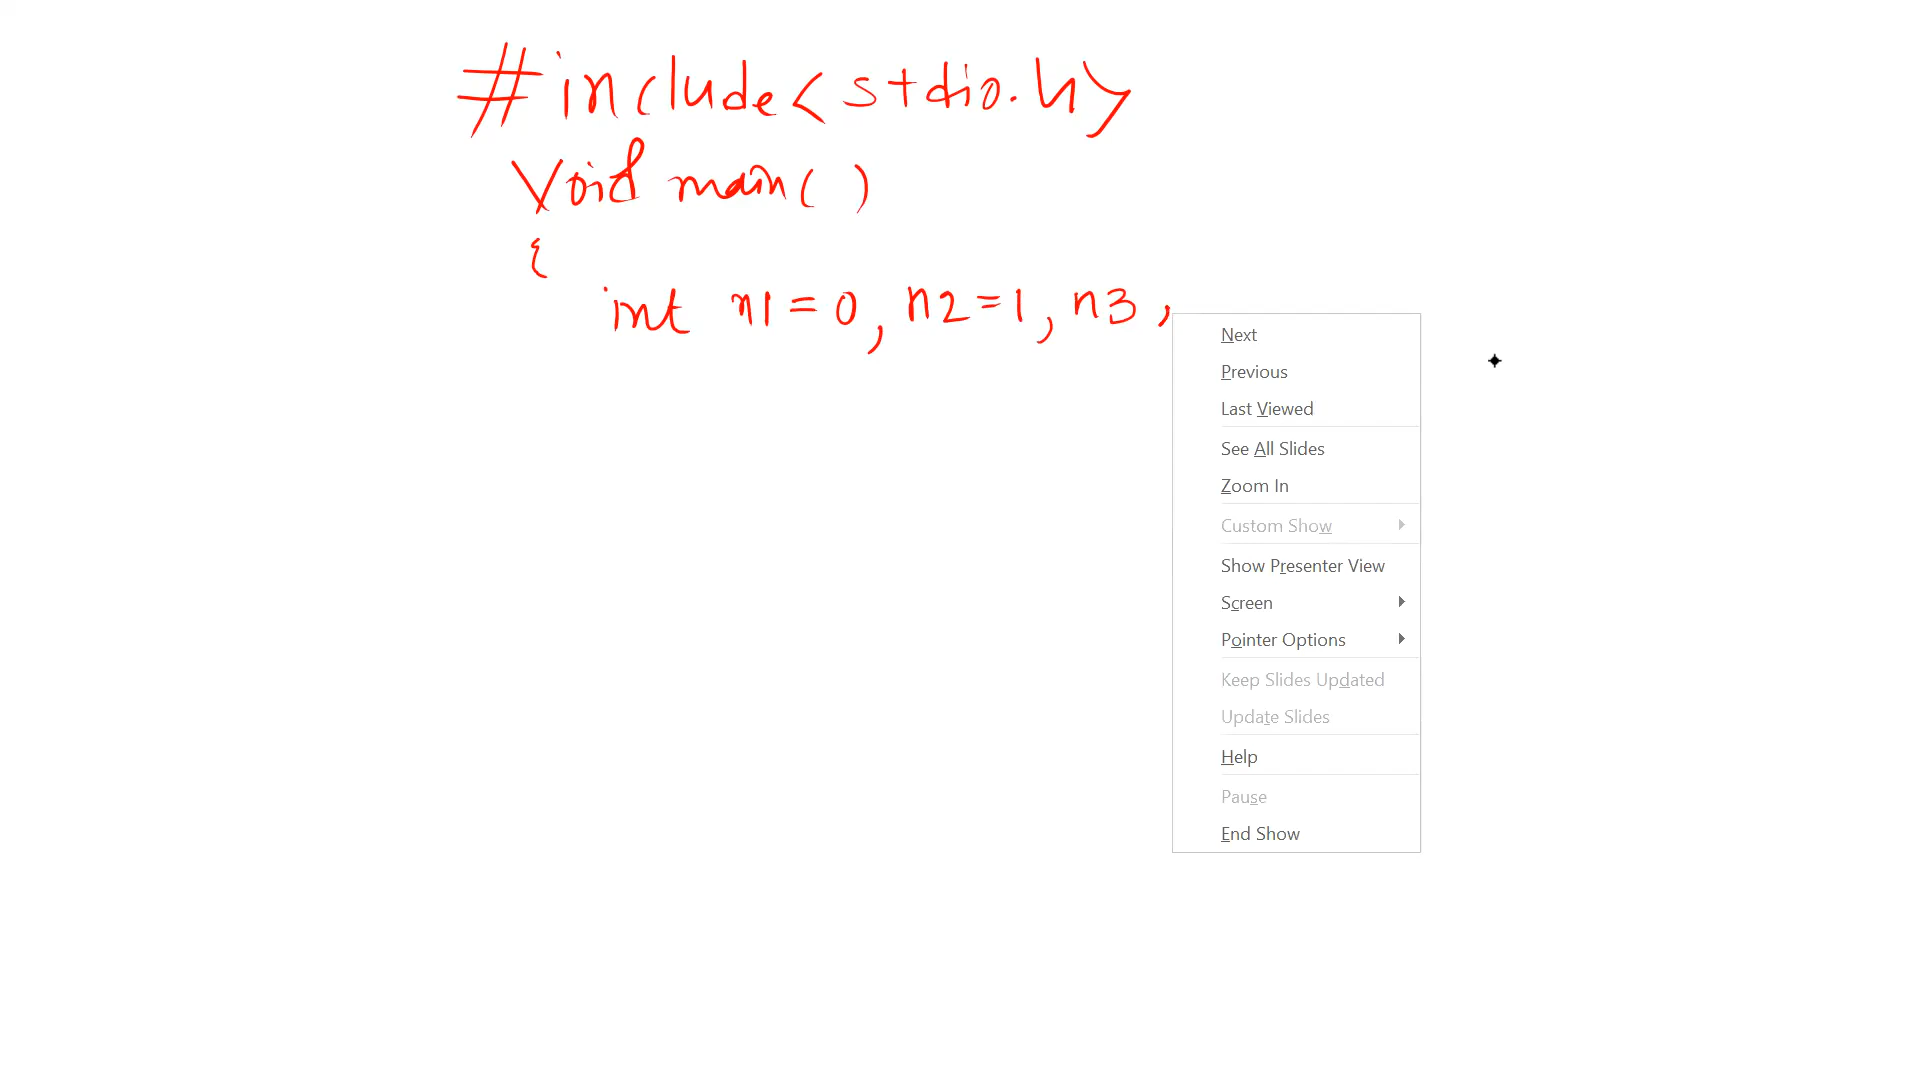 #include<stdio.h>
Void main( )
{
int n1=0, n2=1, n3,
Next
Previous
Last Viewed
See All Slides
Zoom In
Custom Show
Show Presenter View
Screen
Pointer Options
Keep Slides Updated
Update Slides
Help
Pause
End Show